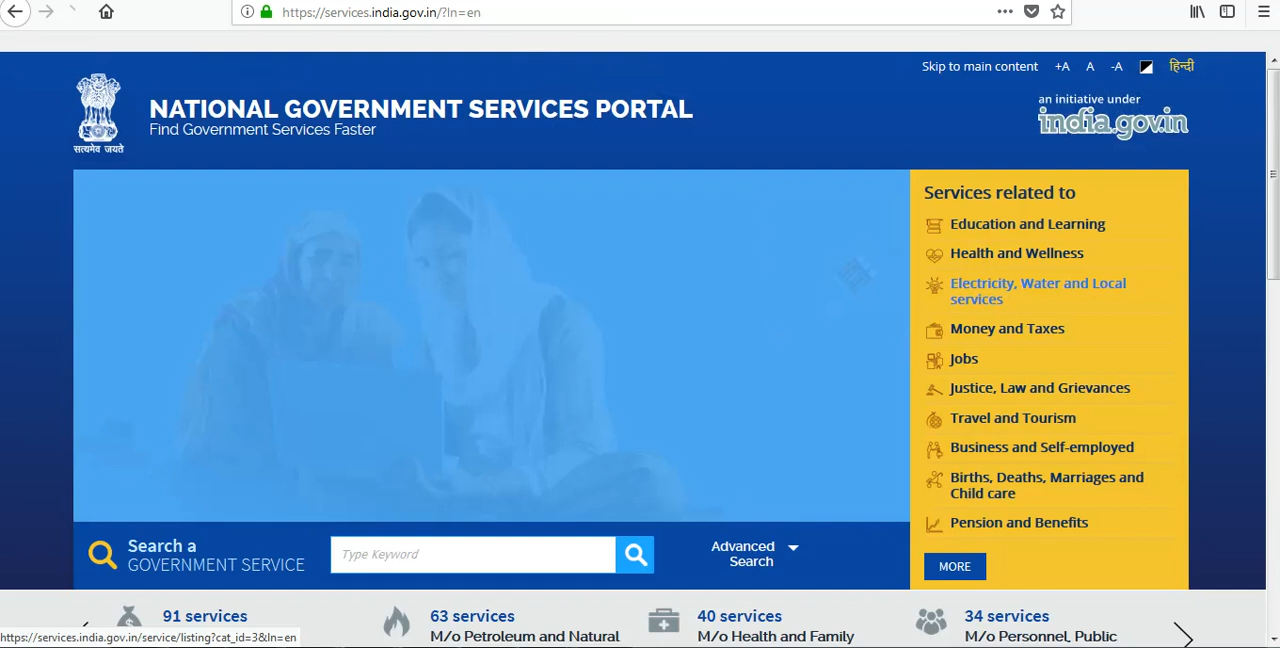 https://services.india.gov.in/?ln=en
Skip to main content +A A -A हिन्दी
NATIONAL GOVERNMENT SERVICES PORTAL
Find Government Services Faster
सत्यमेव जयते
an initiative under
india.gov.in
Services related to
Education and Learning
Health and Wellness
Electricity, Water and Local
services
Money and Taxes
Jobs
Justice, Law and Grievances
Travel and Tourism
Business and Self-employed
Births, Deaths, Marriages and
Child care
Pension and Benefits
MORE
Search a
GOVERNMENT SERVICE
Type Keyword
Advanced
Search
91 services
63 services
M/o Petroleum and Natural
40 services
M/o Health and Family
34 services
M/o Personnel, Public
https://services.india.gov.in/service/listing?cat_id=3&ln=en